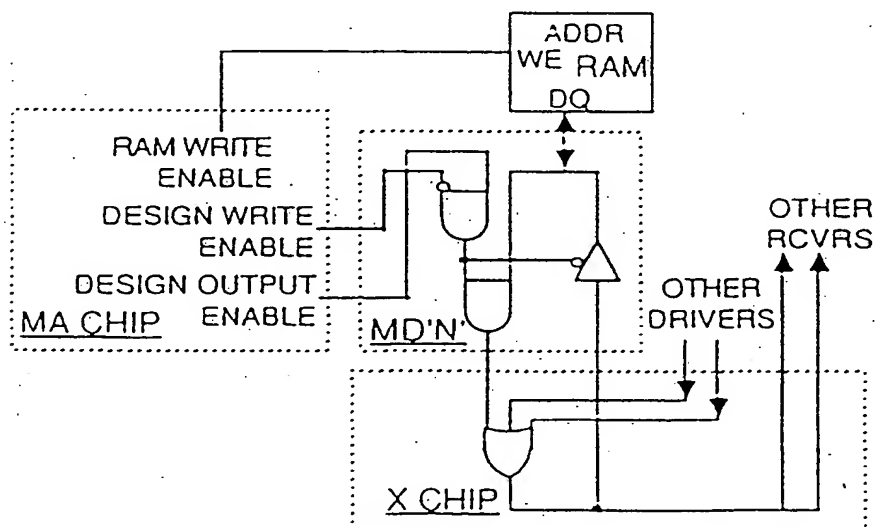 ADDR
WE RAM
DQ
RAM WRITE
ENABLE
DESIGN WRITE
ENABLE
DESIGN OUTPUT
ENABLE
MA CHIP
MD'N'
OTHER
RCVRS
OTHER
DRIVERS
X CHIP